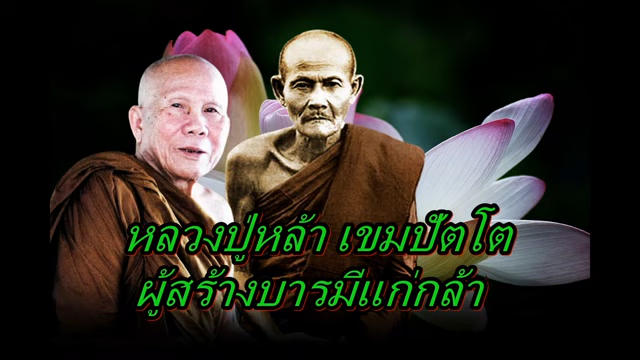 หลวงปู่หล้า เขมปัตโต
ผู้สร้างบารมีแก่กล้า